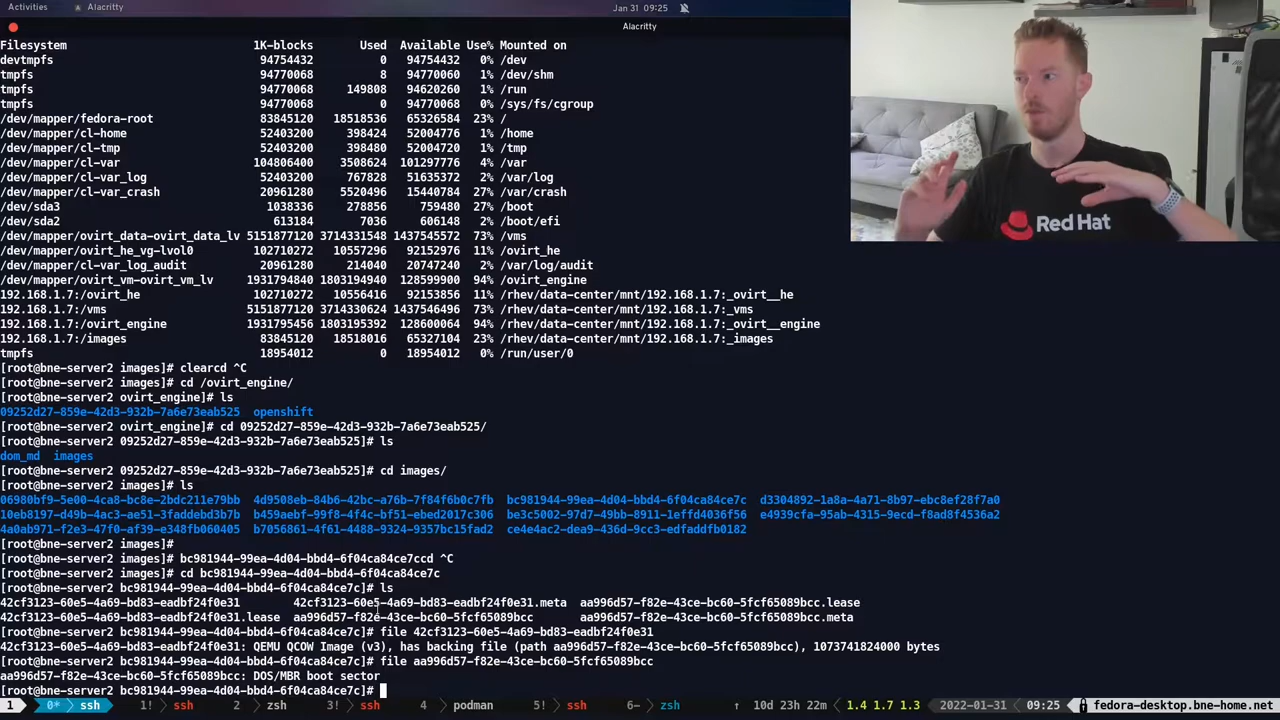 Activities Alacritty Jan 31 09:25
Alacritty
Filesystem 1K-blocks Used Available Use% Mounted on
devtmpfs 94754432 0 94754432 0% /dev
tmpfs 94770068 8 94770060 1% /dev/shm
tmpfs 94770068 149808 94620260 1% /run
tmpfs 94770068 0 94770068 0% /sys/fs/cgroup
/dev/mapper/fedora-root 83845120 18518536 65326584 23% /
/dev/mapper/cl-home 52403200 398424 52004776 1% /home
/dev/mapper/cl-tmp 52403200 398480 52004720 1% /tmp
/dev/mapper/cl-var 104806400 3508624 101297776 4% /var
/dev/mapper/cl-var_log 52403200 767828 51635372 2% /var/log
/dev/mapper/cl-var_crash 20961280 5520496 15440784 27% /var/crash
/dev/sda3 1038336 278856 759480 27% /boot
/dev/sda2 613184 7036 606148 2% /boot/efi
/dev/mapper/ovirt_data-ovirt_data_lv 5151877120 3714331548 1437545572 73% /vms
/dev/mapper/ovirt_he_vg-lvol0 102710272 10557296 92152976 11% /ovirt_he
/dev/mapper/cl-var_log_audit 20961280 214040 20747240 2% /var/log/audit
/dev/mapper/ovirt_vm-ovirt_vm_lv 1931794840 1803194940 128599900 94% /ovirt_engine
192.168.1.7:/ovirt_he 102710272 10556416 92153856 11% /rhev/data-center/mnt/192.168.1.7:_ovirt__he
192.168.1.7:/vms 5151877120 3714330624 1437546496 73% /rhev/data-center/mnt/192.168.1.7:_vms
192.168.1.7:/ovirt_engine 1931795456 1803195392 128600064 94% /rhev/data-center/mnt/192.168.1.7:_ovirt__engine
192.168.1.7:/images 83845120 18518016 65327104 23% /rhev/data-center/mnt/192.168.1.7:_images
tmpfs 18954012 0 18954012 0% /run/user/0
[root@bne-server2 images]# clearcd ^C
[root@bne-server2 images]# cd /ovirt_engine/
[root@bne-server2 ovirt_engine]# ls
09252d27-859e-42d3-932b-7a6e73eab525 openshift
[root@bne-server2 ovirt_engine]# cd 09252d27-859e-42d3-932b-7a6e73eab525/
[root@bne-server2 09252d27-859e-42d3-932b-7a6e73eab525]# ls
dom_md images
[root@bne-server2 09252d27-859e-42d3-932b-7a6e73eab525]# cd images/
[root@bne-server2 images]# ls
06980bf9-5e00-4ca8-bc8e-2bdc211e79bb 4d9508eb-84b6-42bc-a76b-7f84f6b0c7fb bc981944-99ea-4d04-bbd4-6f04ca84ce7c d3304892-1a8a-4a71-8b97-ebc8ef28f7a0
10eb8197-d49b-4ac3-ae51-3faddebd3b7b b459aebf-99f8-4f4c-bf51-ebed2017c306 be3c5002-97d7-49bb-8911-1effd4036f56 e4939cfa-95ab-4315-9ecd-f8ad8f4536a2
4a0ab971-f2e3-47f0-af39-e348fb060405 b7056861-4f61-4488-9324-9357bc15fad2 ce4e4ac2-dea9-436d-9cc3-edfaddfb0182
[root@bne-server2 images]#
[root@bne-server2 images]# bc981944-99ea-4d04-bbd4-6f04ca84ce7ccd ^C
[root@bne-server2 images]# cd bc981944-99ea-4d04-bbd4-6f04ca84ce7c
[root@bne-server2 bc981944-99ea-4d04-bbd4-6f04ca84ce7c]# ls
42cf3123-60e5-4a69-bd83-eadbf24f0e31 42cf3123-60e5-4a69-bd83-eadbf24f0e31.meta aa996d57-f82e-43ce-bc60-5fcf65089bcc.lease
42cf3123-60e5-4a69-bd83-eadbf24f0e31.lease aa996d57-f82e-43ce-bc60-5fcf65089bcc aa996d57-f82e-43ce-bc60-5fcf65089bcc.meta
[root@bne-server2 bc981944-99ea-4d04-bbd4-6f04ca84ce7c]# file 42cf3123-60e5-4a69-bd83-eadbf24f0e31
42cf3123-60e5-4a69-bd83-eadbf24f0e31: QEMU QCOW Image (v3), has backing file (path aa996d57-f82e-43ce-bc60-5fcf65089bcc), 1073741824000 bytes
[root@bne-server2 bc981944-99ea-4d04-bbd4-6f04ca84ce7c]# file aa996d57-f82e-43ce-bc60-5fcf65089bcc
aa996d57-f82e-43ce-bc60-5fcf65089bcc: DOS/MBR boot sector
[root@bne-server2 bc981944-99ea-4d04-bbd4-6f04ca84ce7c]#
1 0* ssh 1! ssh 2 zsh 3! ssh 4 podman 5! ssh 6- zsh ↑ 10d 23h 22m 1.4 1.7 1.3 2022-01-31 09:25 fedora-desktop.bne-home.net
Red Hat